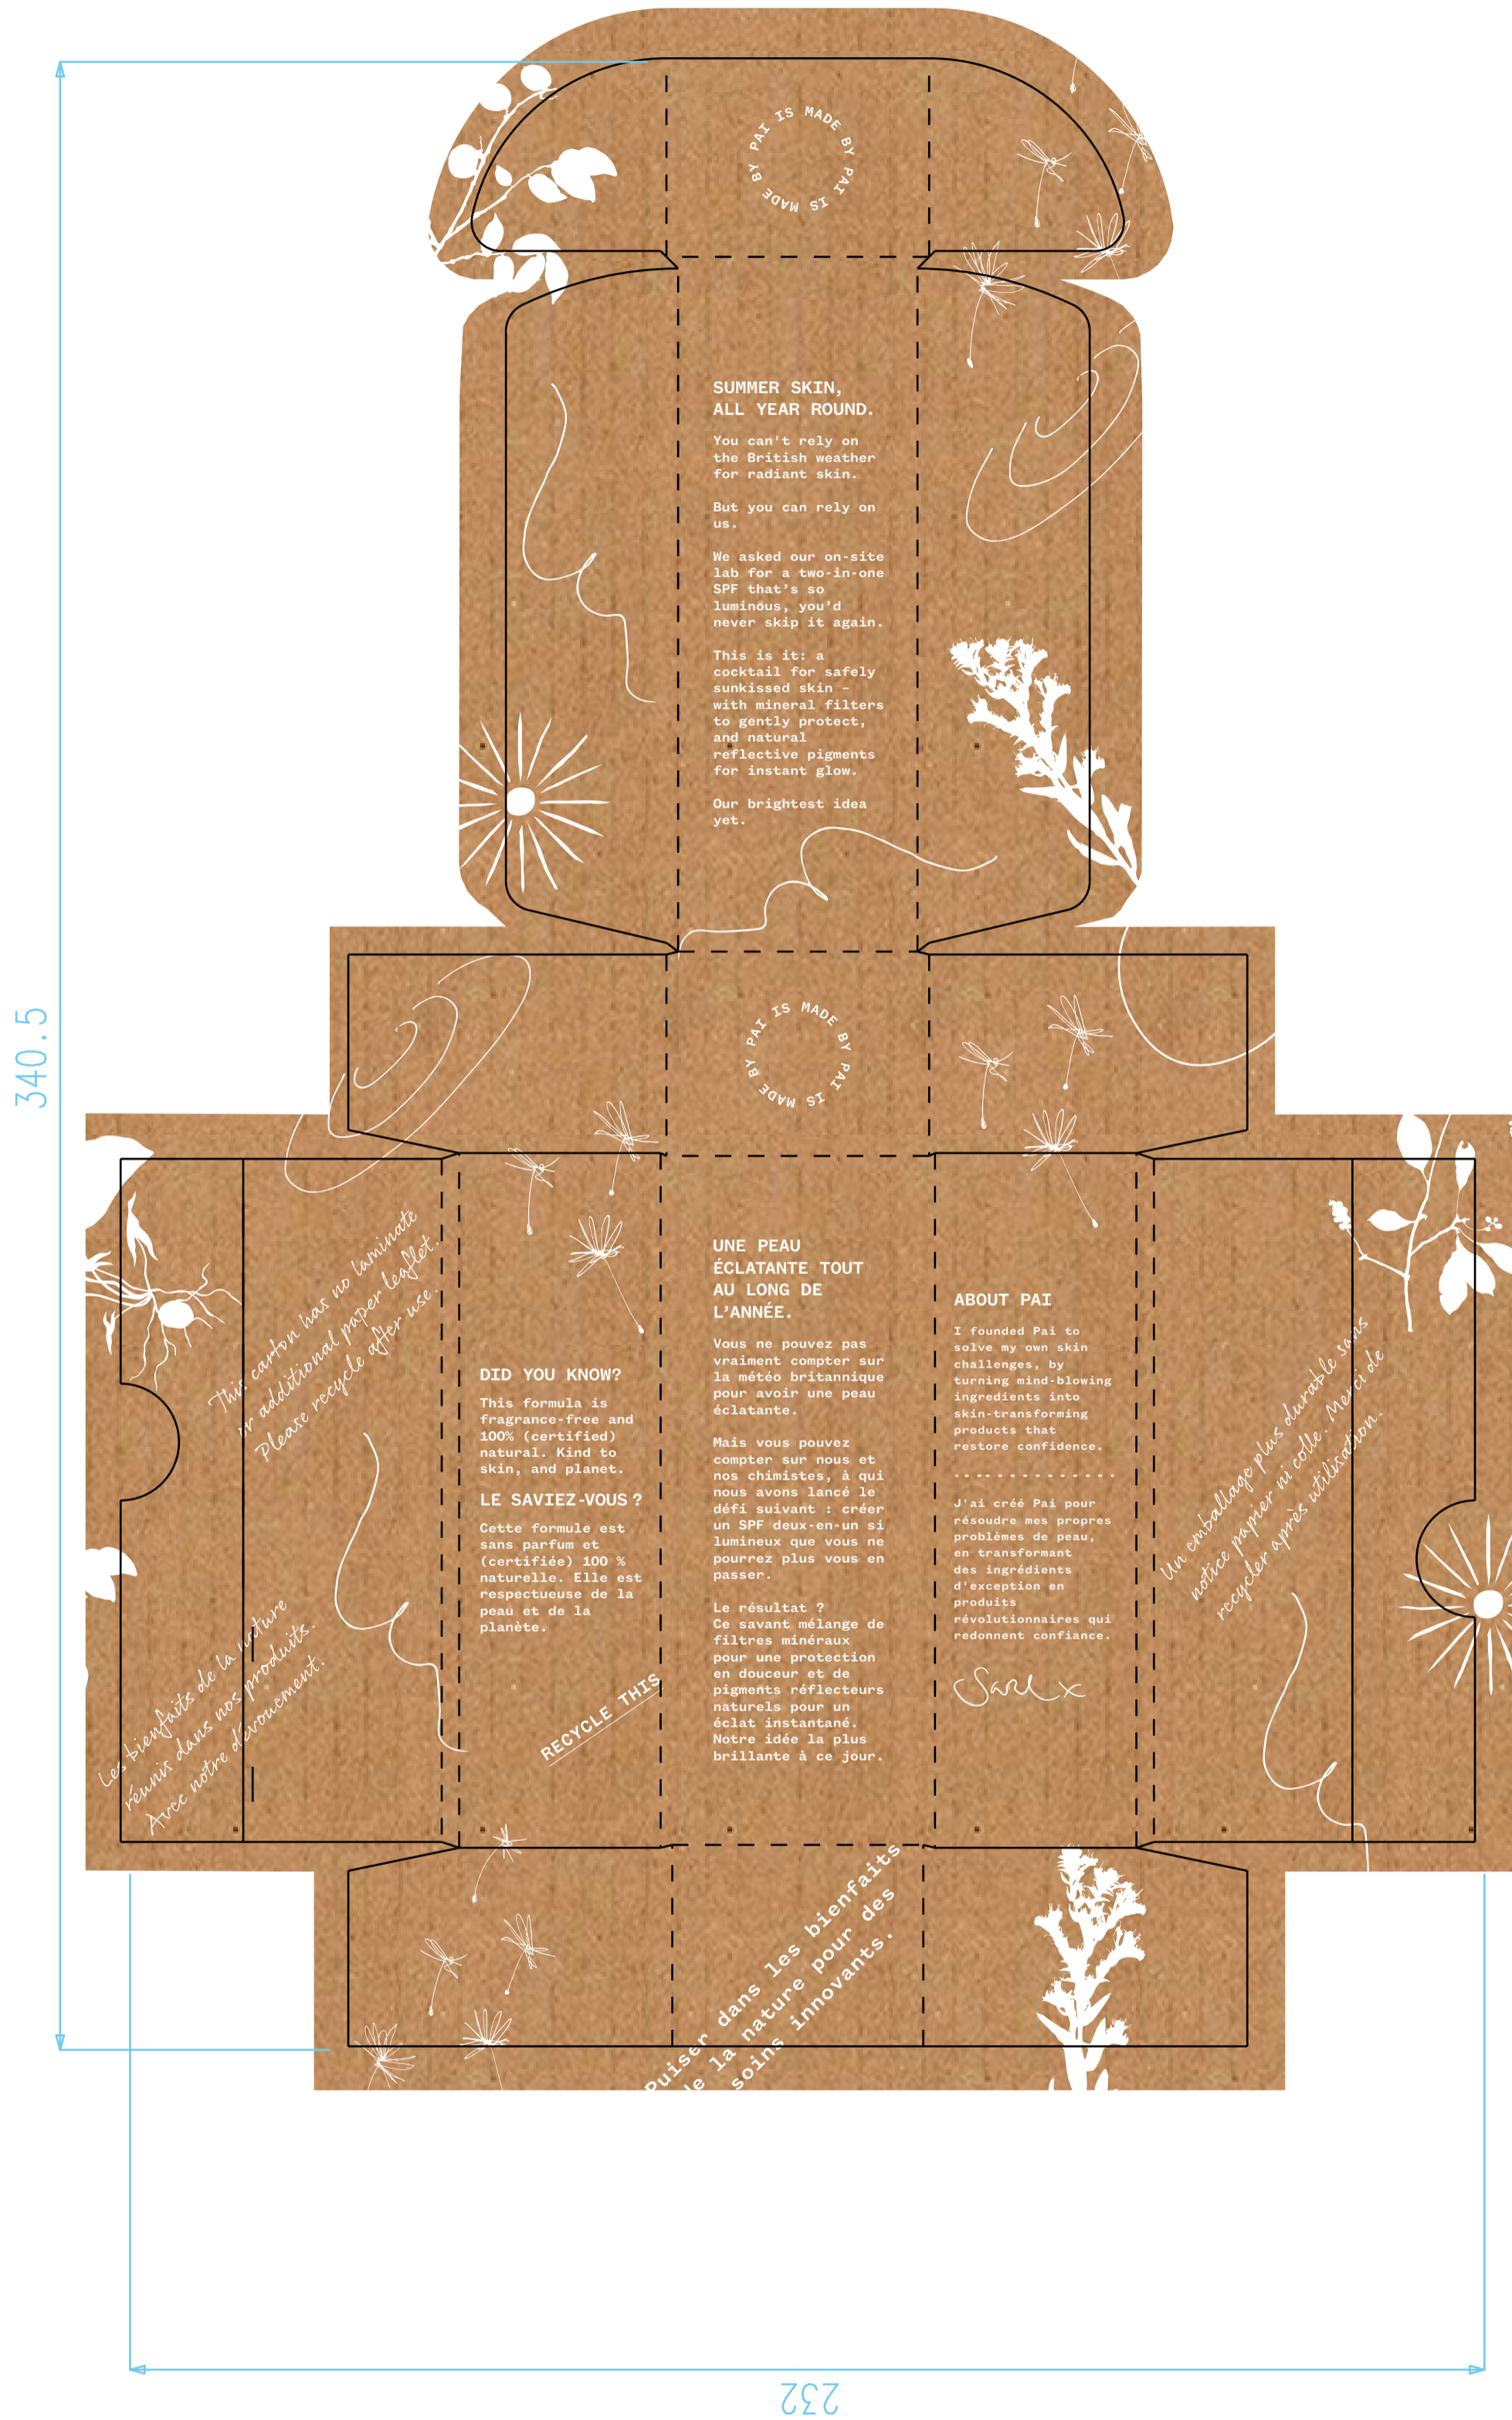 MADE BY PAI IS MADE BY PAI IS
SUMMER SKIN,
ALL YEAR ROUND.
You can't rely on
the British weather
for radiant skin.
But you can rely on
us.
We asked our on-site
lab for a two-in-one
SPF that's so
luminous, you'd
never skip it again.
This is it: a
cocktail for safely
sunkissed skin –
with mineral filters
to gently protect,
and natural
reflective pigments
for instant glow.
Our brightest idea
yet.
340.5
MADE BY PAI IS MADE BY PAI IS
This carton has no laminate
or additional paper leaflet.
Please recycle after use.
Les bienfaits de la nature
réunis dans nos produits.
Avec notre dévouement.
DID YOU KNOW?
This formula is
fragrance-free and
100% (certified)
natural. Kind to
skin, and planet.
LE SAVIEZ-VOUS ?
Cette formule est
sans parfum et
(certifiée) 100 %
naturelle. Elle est
respectueuse de la
peau et de la
planète.
RECYCLE THIS
UNE PEAU
ÉCLATANTE TOUT
AU LONG DE
L'ANNÉE.
Vous ne pouvez pas
vraiment compter sur
la météo britannique
pour avoir une peau
éclatante.
Mais vous pouvez
compter sur nous et
nos chimistes, à qui
nous avons lancé le
défi suivant : créer
un SPF deux-en-un si
lumineux que vous ne
pourrez plus vous en
passer.
Le résultat ?
Ce savant mélange de
filtres minéraux
pour une protection
en douceur et de
pigments réflecteurs
naturels pour un
éclat instantané.
Notre idée la plus
brillante à ce jour.
ABOUT PAI
I founded Pai to
solve my own skin
challenges, by
turning mind-blowing
ingredients into
skin-transforming
products that
restore confidence.
J'ai créé Pai pour
résoudre mes propres
problèmes de peau,
en transformant
des ingrédients
d'exception en
produits
révolutionnaires qui
redonnent confiance.
Sarah x
Un emballage plus durable sans
notice papier ni colle. Merci de
recycler après utilisation.
Puiser dans les bienfaits
de la nature pour des
soins innovants.
232